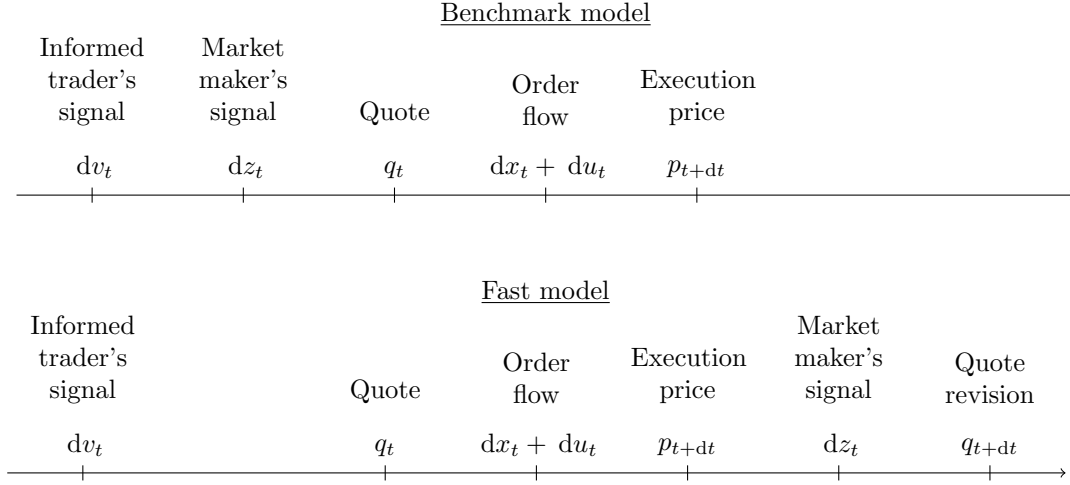 Benchmark model
Informed Market
trader's maker's Order Execution
signal signal Quote flow price
dv_t dz_t q_t dx_t + du_t p_{t+dt}
Fast model
Informed Market
trader's Order Execution maker's Quote
signal Quote flow price signal revision
dv_t q_t dx_t + du_t p_{t+dt} dz_t q_{t+dt}